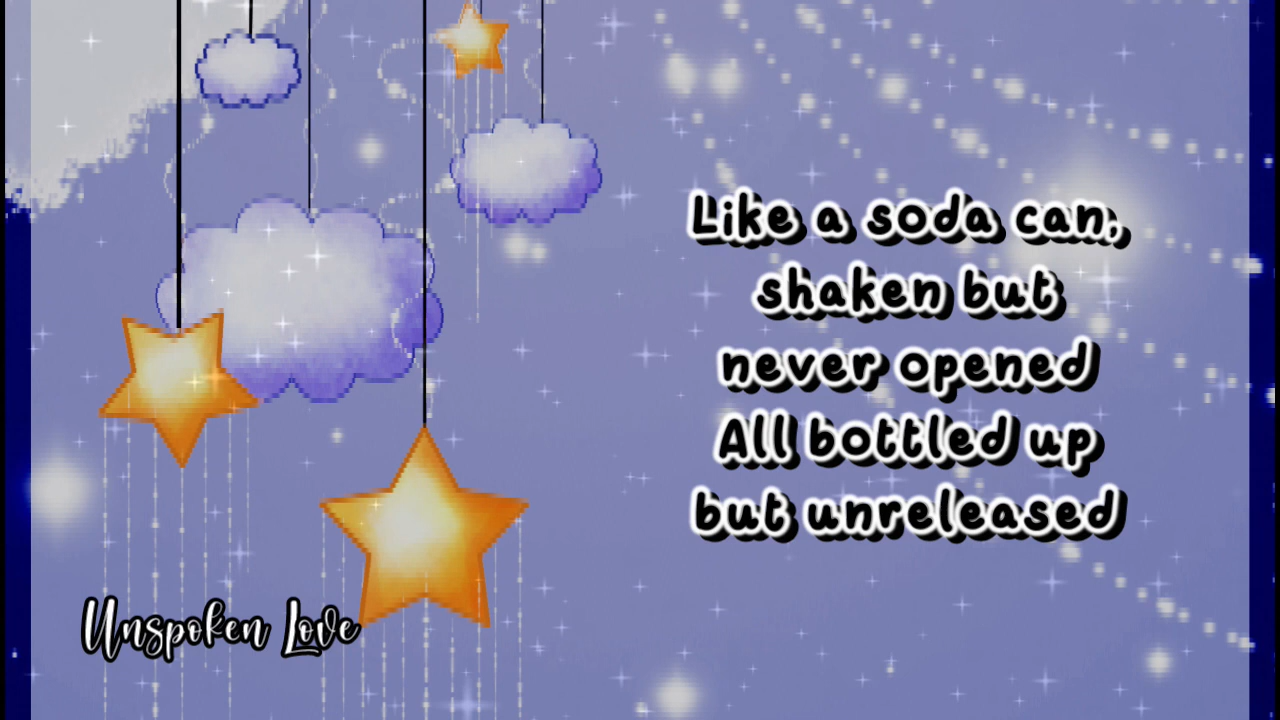 Like a soda can,
shaken but
never opened
All bottled up
but unreleased
Unspoken Love